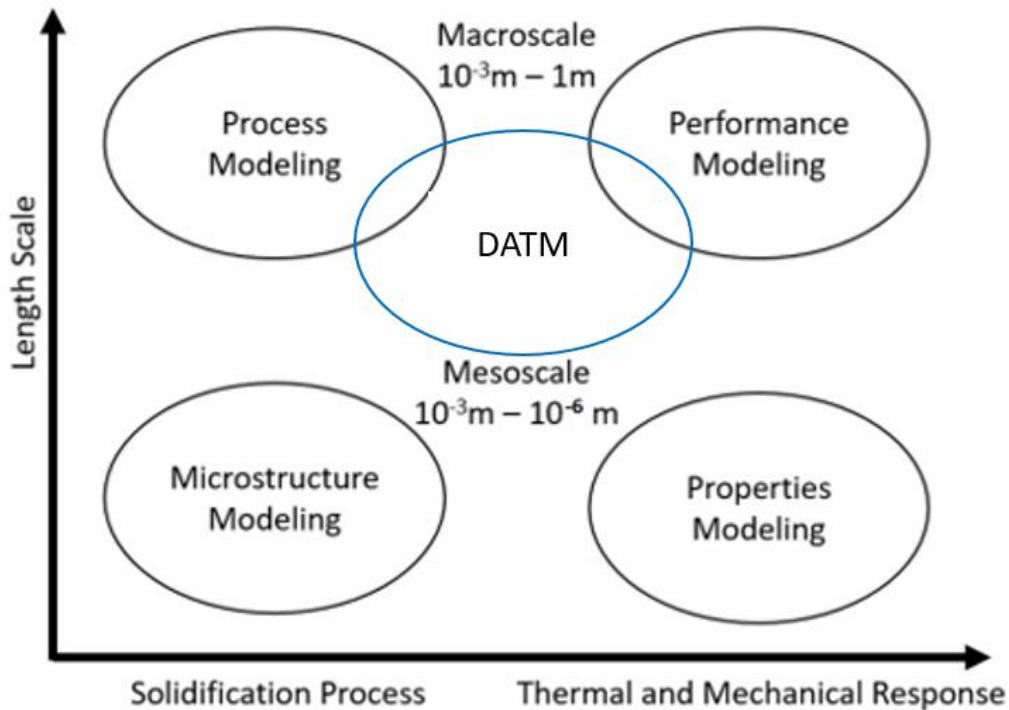 Macroscale
10⁻³m – 1m
Process
Modeling
Performance
Modeling
DATM
Length Scale
Mesoscale
10⁻³m – 10⁻⁶ m
Microstructure
Modeling
Properties
Modeling
Solidification Process
Thermal and Mechanical Response